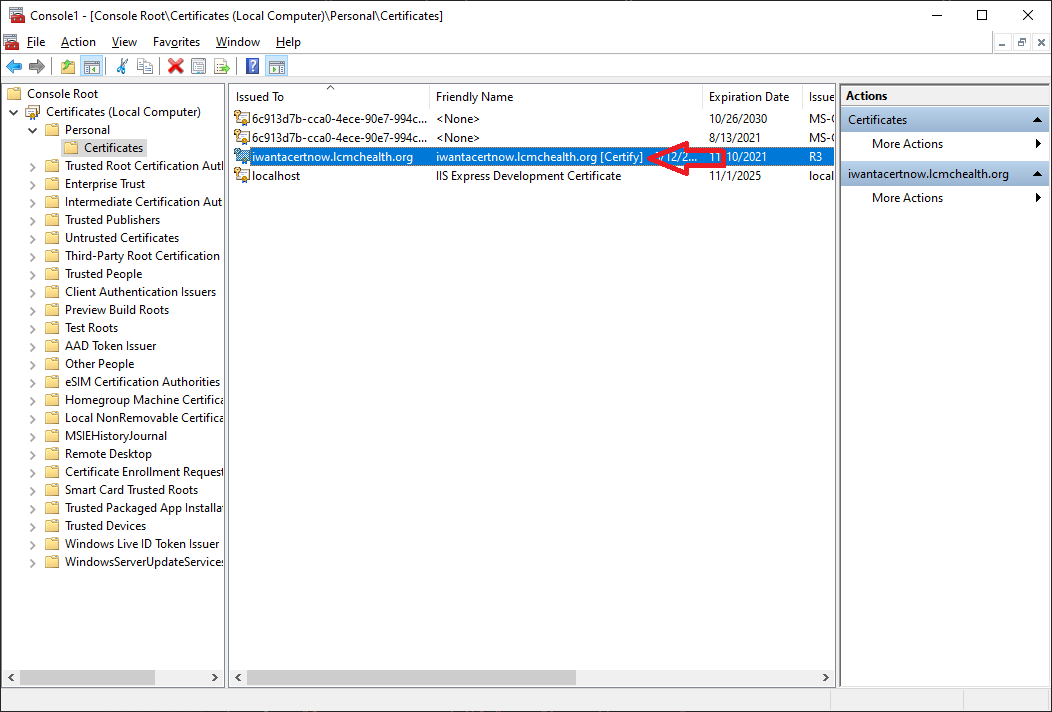 Console1 - [Console Root\Certificates (Local Computer)\Personal\Certificates]
File Action View Favorites Window Help
Console Root
Certificates (Local Computer)
Personal
Certificates
Trusted Root Certification Autl
Enterprise Trust
Intermediate Certification Aut
Trusted Publishers
Untrusted Certificates
Third-Party Root Certification
Trusted People
Client Authentication Issuers
Preview Build Roots
Test Roots
AAD Token Issuer
Other People
eSIM Certification Authorities
Homegroup Machine Certifica
Local NonRemovable Certifica
MSIEHistoryJournal
Remote Desktop
Certificate Enrollment Request
Smart Card Trusted Roots
Trusted Packaged App Installa
Trusted Devices
Windows Live ID Token Issuer
WindowsServerUpdateServices
Issued To Friendly Name Expiration Date Issue
6c913d7b-cca0-4ece-90e7-994c... <None> 10/26/2030 MS-
6c913d7b-cca0-4ece-90e7-994c... <None> 8/13/2021 MS-
iwantacertnow.lcmchealth.org iwantacertnow.lcmchealth.org [Certify] /12/2... 11/10/2021 R3
localhost IIS Express Development Certificate 11/1/2025 local
Actions
Certificates
More Actions
iwantacertnow.lcmchealth.org
More Actions